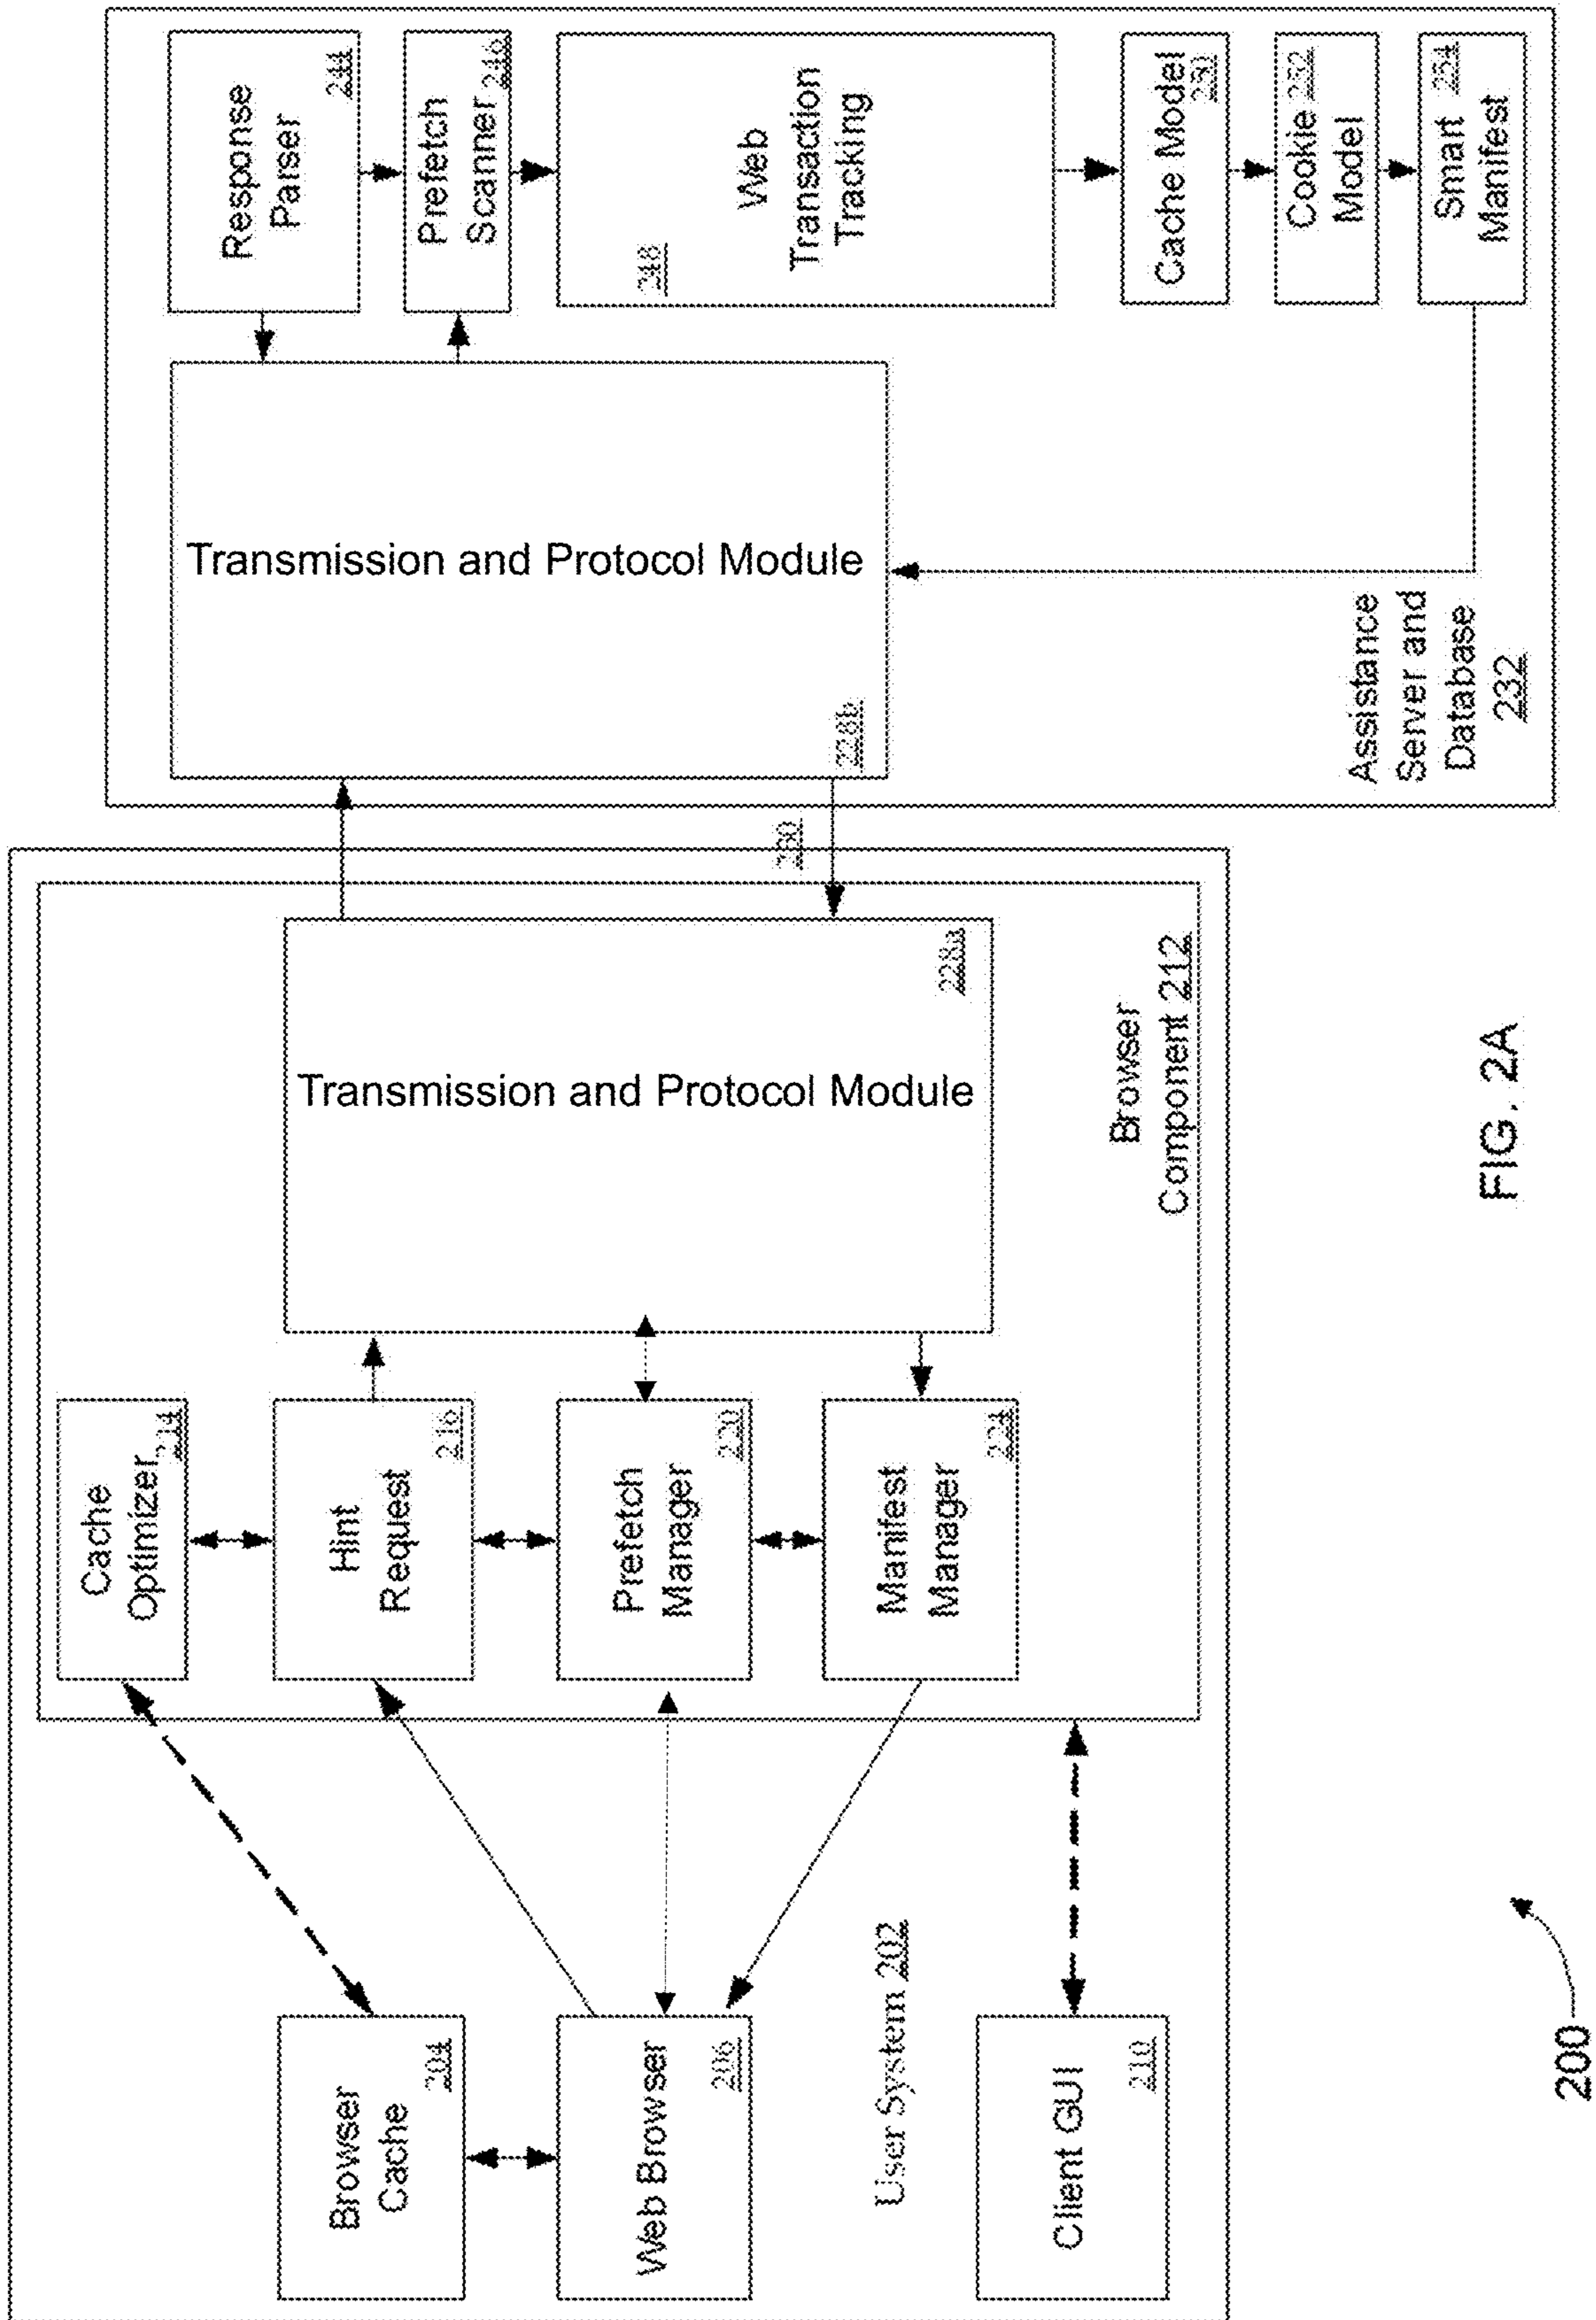 Browser
Cache
204
Web Browser
206
User System 202
Client GUI
210
Cache
Optimizer
214
Hint
Request
216
Prefetch
Manager
220
Manifest
Manager
224
Transmission and Protocol Module
228a
Browser
Component 212
Transmission and Protocol Module
228b
Response
Parser
244
Prefetch
Scanner
246
248
Web
Transaction
Tracking
Cache Model
250
Cookie 252
Model
Smart 254
Manifest
Assistance
Server and
Database
232
200
FIG. 2A